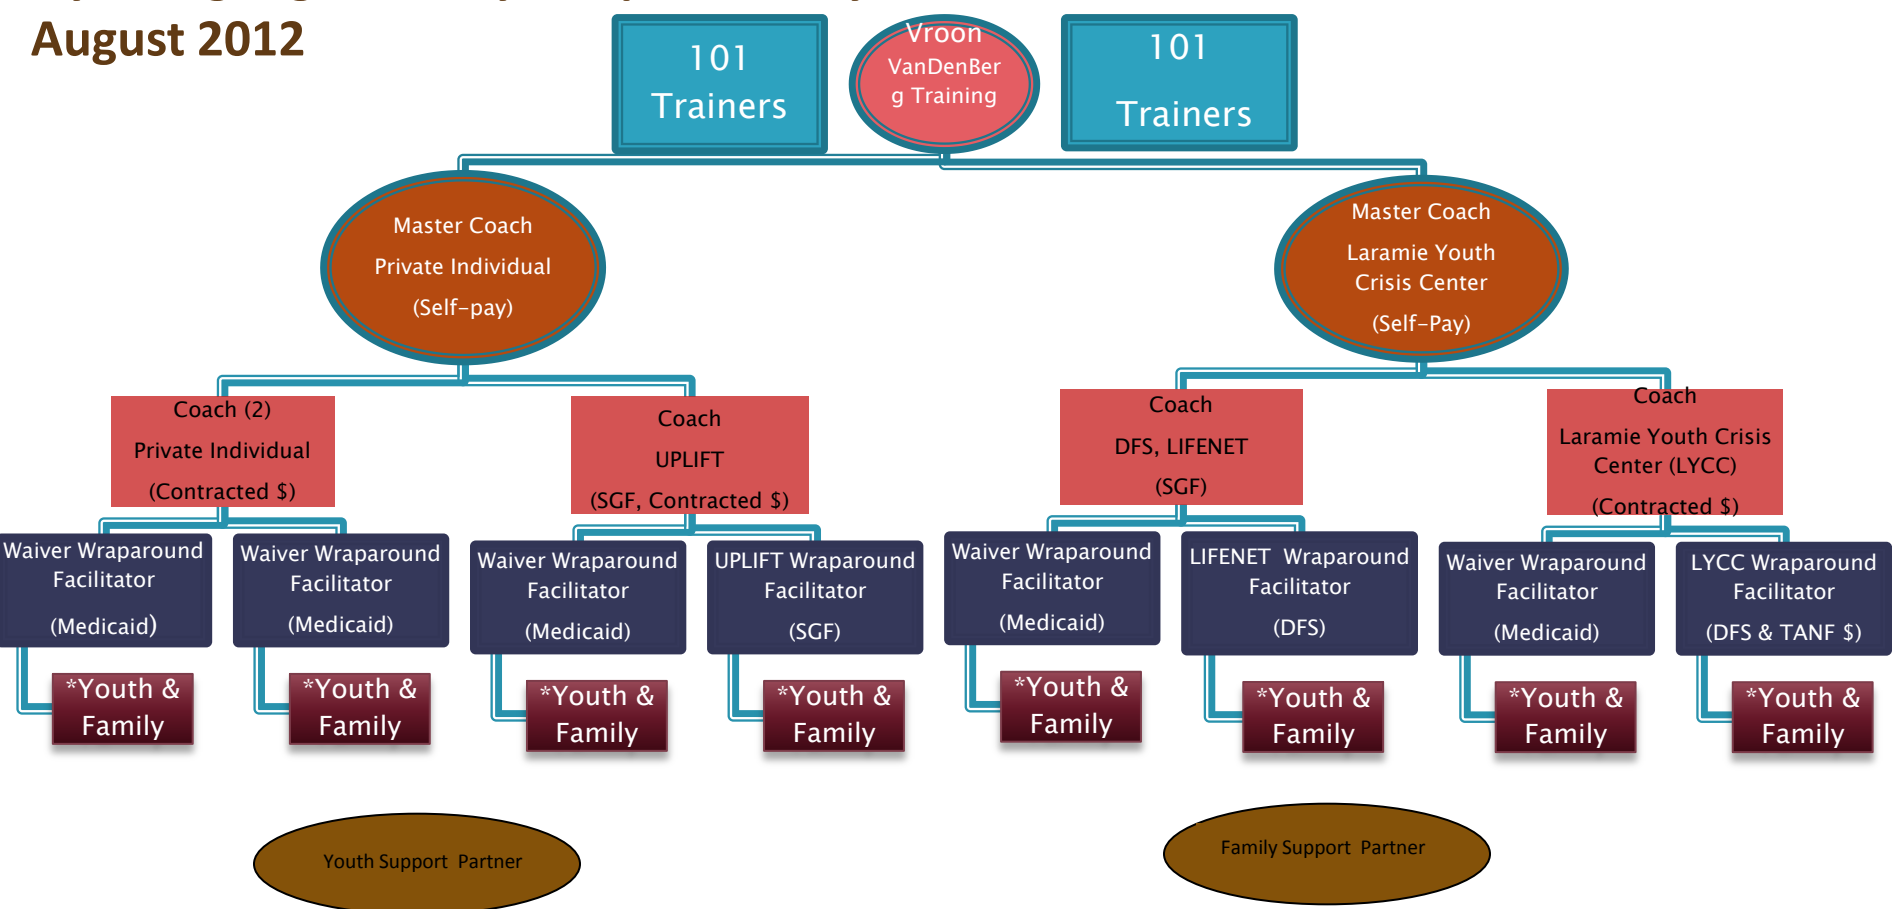 August 2012
101
Trainers
Vroon
VanDenBer
g Training
101
Trainers
Master Coach
Private Individual
(Self-pay)
Master Coach
Laramie Youth
Crisis Center
(Self-Pay)
Coach (2)
Private Individual
(Contracted $)
Coach
UPLIFT
(SGF, Contracted $)
Coach
DFS, LIFENET
(SGF)
Coach
Laramie Youth Crisis
Center (LYCC)
(Contracted $)
Waiver Wraparound
Facilitator
(Medicaid)
Waiver Wraparound
Facilitator
(Medicaid)
Waiver Wraparound
Facilitator
(Medicaid)
UPLIFT Wraparound
Facilitator
(SGF)
Waiver Wraparound
Facilitator
(Medicaid)
LIFENET Wraparound
Facilitator
(DFS)
Waiver Wraparound
Facilitator
(Medicaid)
LYCC Wraparound
Facilitator
(DFS & TANF $)
*Youth &
Family
*Youth &
Family
*Youth &
Family
*Youth &
Family
*Youth &
Family
*Youth &
Family
*Youth &
Family
*Youth &
Family
Youth Support Partner
Family Support Partner